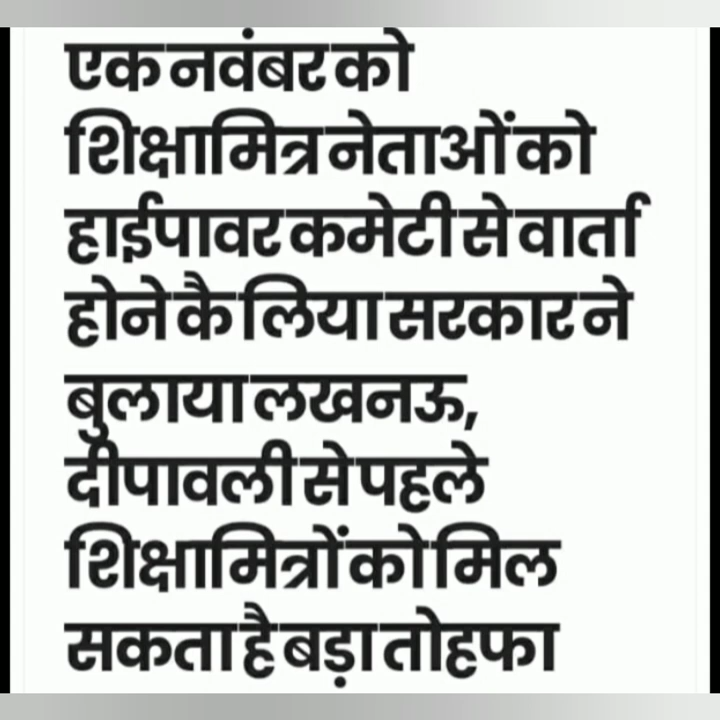 एक नवंबर को
शिक्षामित्र नेताओं को
हाईपावर कमेटी से वार्ता
होने कै लिया सरकार ने
बुलाया लखनऊ,
दीपावली से पहले
शिक्षामित्रों को मिल
सकता है बड़ा तोहफा